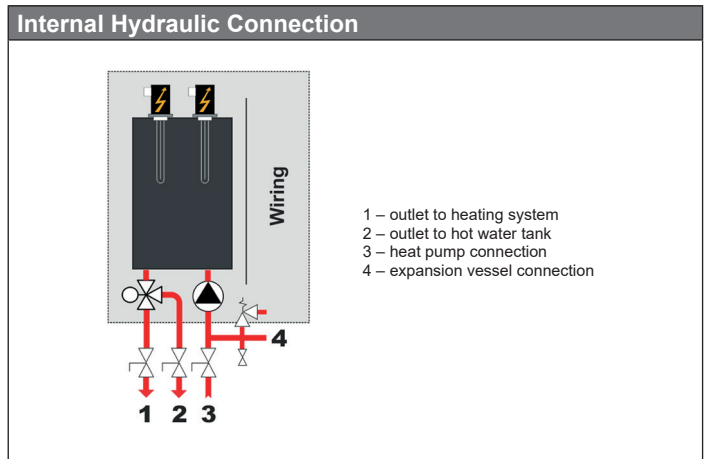 Internal Hydraulic Connection
Wiring
1 – outlet to heating system
2 – outlet to hot water tank
3 – heat pump connection
4 – expansion vessel connection
4
1 2 3